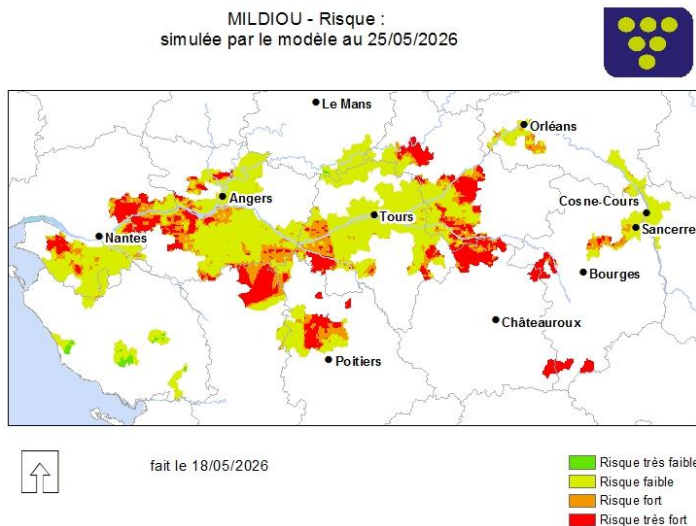 MILDIOU - Risque :
simulée par le modèle au 25/05/2026
Le Mans
Orléans
Angers
Cosne-Cours
Tours
Sancerre
Nantes
Bourges
Châteauroux
Poitiers
fait le 18/05/2026
Risque très faible
Risque faible
Risque fort
Risque très fort